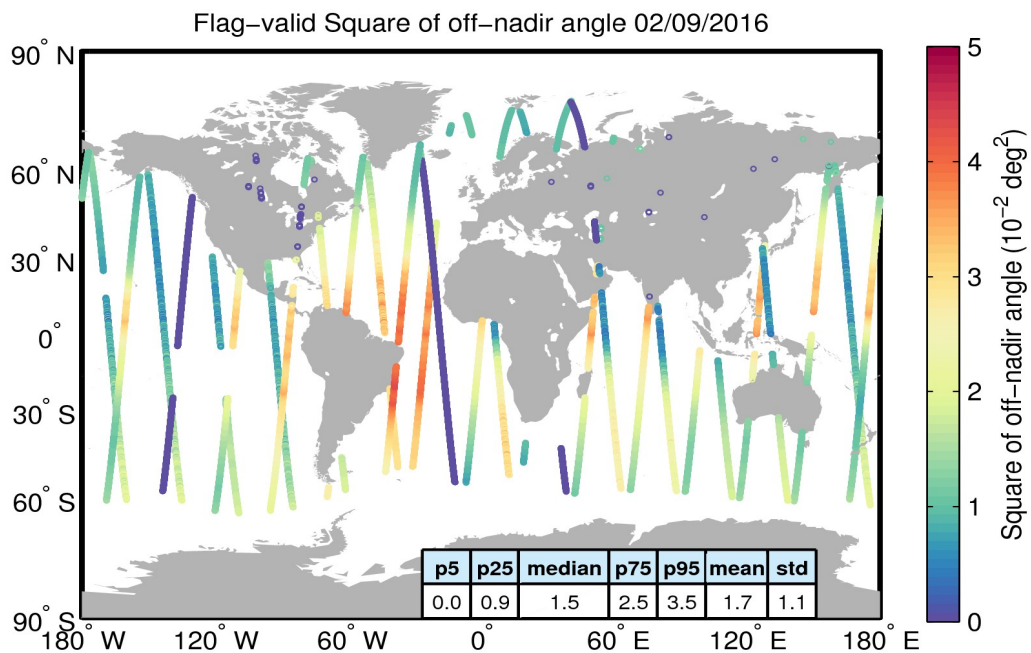 Flag−valid Square of off−nadir angle 02/09/2016
90° N
60° N
30° N
0°
30° S
60° S
90° S
180° W
120° W
60° W
0°
60° E
120° E
180° E
p5 p25 median p75 p95 mean std
0.0 0.9 1.5 2.5 3.5 1.7 1.1
5
4
3
2
1
0
Square of off−nadir angle (10⁻² deg²)